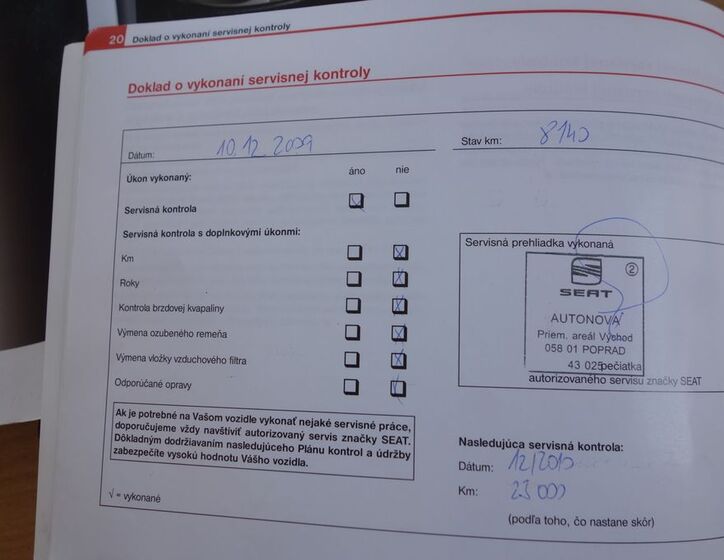 20 Doklad o vykonaní servisnej kontroly
Doklad o vykonaní servisnej kontroly
Dátum: 10.12.2009
Stav km: 8140
Úkon vykonaný: áno nie
Servisná kontrola
Servisná kontrola s doplnkovými úkonmi:
Km
Roky
Kontrola brzdovej kvapaliny
Výmena ozubeného remeňa
Výmena vložky vzduchového filtra
Odporúčané opravy
Ak je potrebné na Vašom vozidle vykonať nejaké servisné práce,
doporučujeme vždy navštíviť autorizovaný servis značky SEAT.
Dôkladným dodržiavaním nasledujúceho Plánu kontrol a údržby
zabezpečíte vysokú hodnotu Vášho vozidla.
√ = vykonané
Servisná prehliadka vykonaná
2
SEAT
AUTONOVA
Priem. areál Východ
058 01 POPRAD
43 025
pečiatka
autorizovaného servisu značky SEAT
Nasledujúca servisná kontrola:
Dátum: 12/2010
Km: 23 000
(podľa toho, čo nastane skôr)